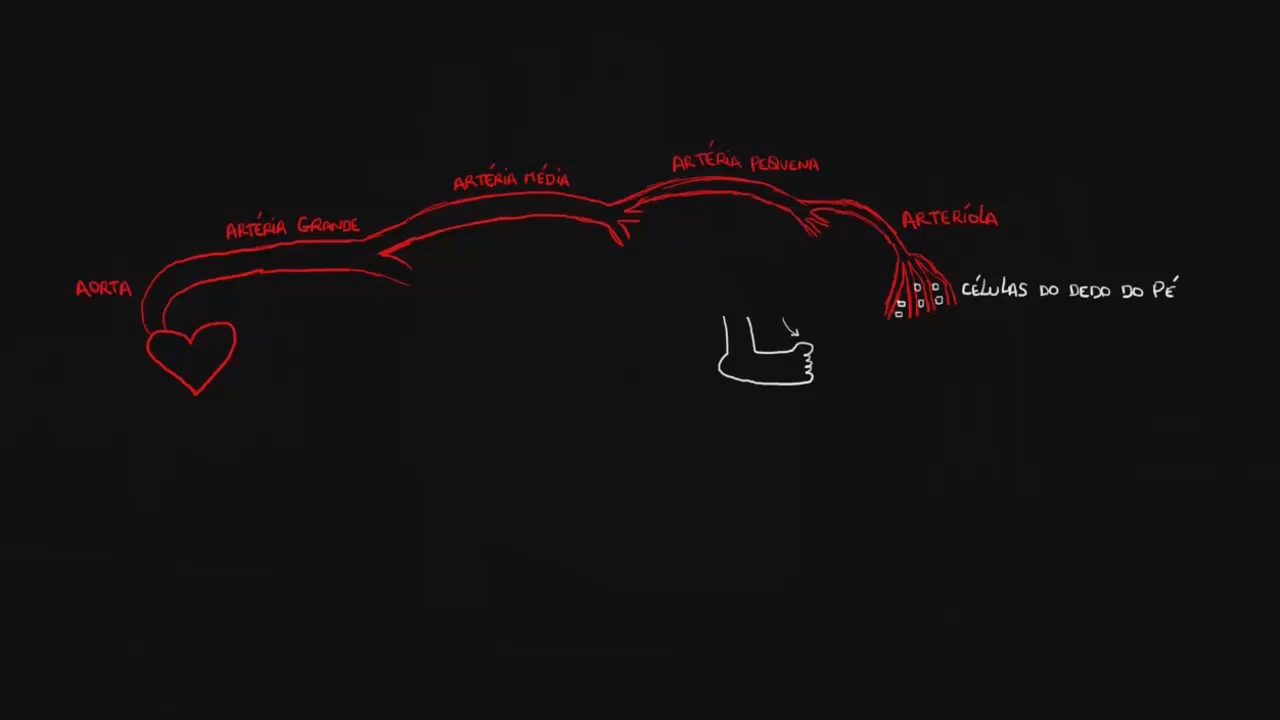 AORTA
ARTÉRIA GRANDE
ARTÉRIA MÉDIA
ARTÉRIA PEQUENA
ARTERÍOLA
CÉLULAS DO DEDO DO PÉ